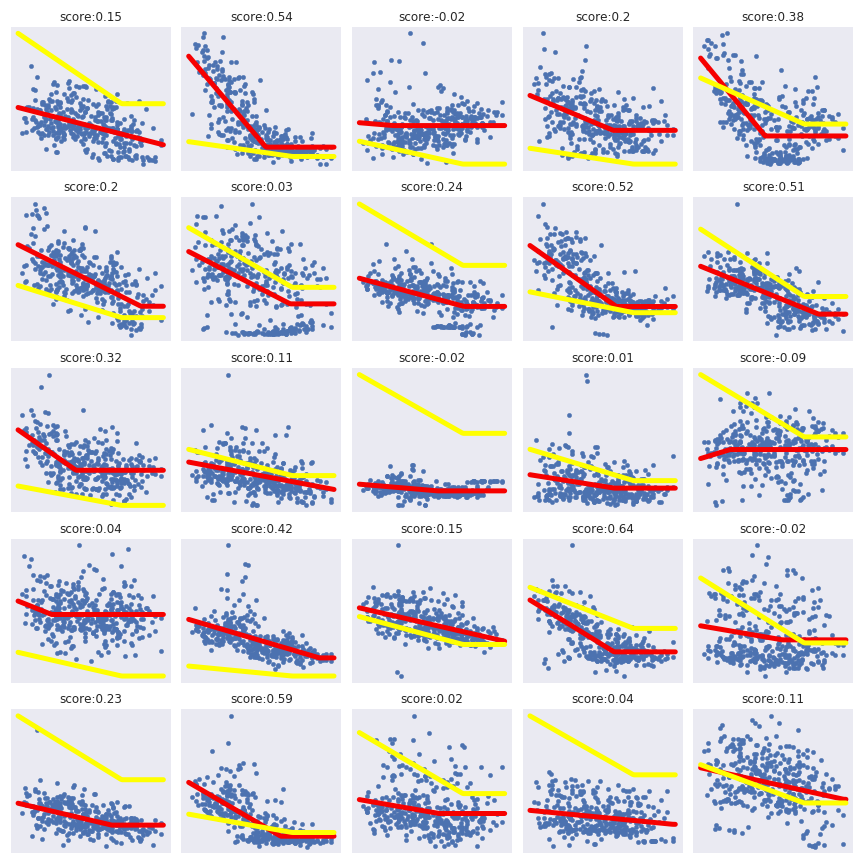 score:0.15 score:0.54 score:-0.02 score:0.2 score:0.38
score:0.2 score:0.03 score:0.24 score:0.52 score:0.51
score:0.32 score:0.11 score:-0.02 score:0.01 score:-0.09
score:0.04 score:0.42 score:0.15 score:0.64 score:-0.02
score:0.23 score:0.59 score:0.02 score:0.04 score:0.11